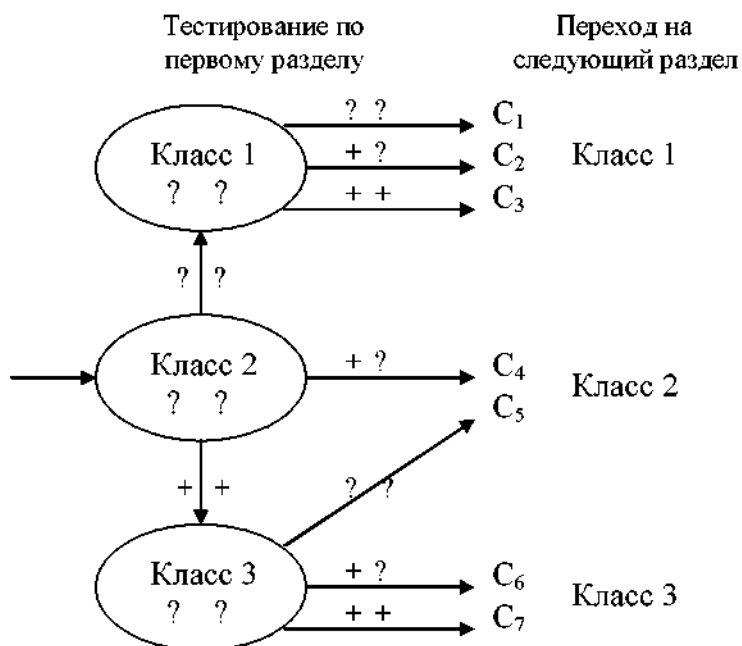 Тестирование по
первому разделу
Переход на
следующий раздел
? ?
C₁
Класс 1
+ ?
C₂
Класс 1
? ?
+ +
C₃
? ?
Класс 2
+ ?
C₄
Класс 2
? ?
C₅
+ +
? ?
Класс 3
+ ?
C₆
Класс 3
? ?
+ +
C₇